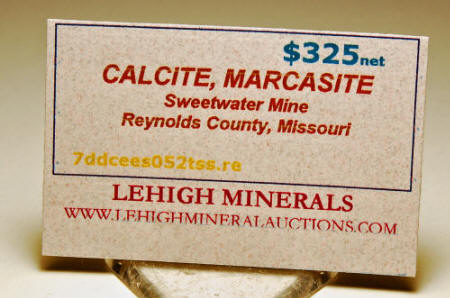 $325net
CALCITE, MARCASITE
Sweetwater Mine
Reynolds County, Missouri
7ddcees052tss.re
LEHIGH MINERALS
WWW.LEHIGHMINERALAUCTIONS.COM